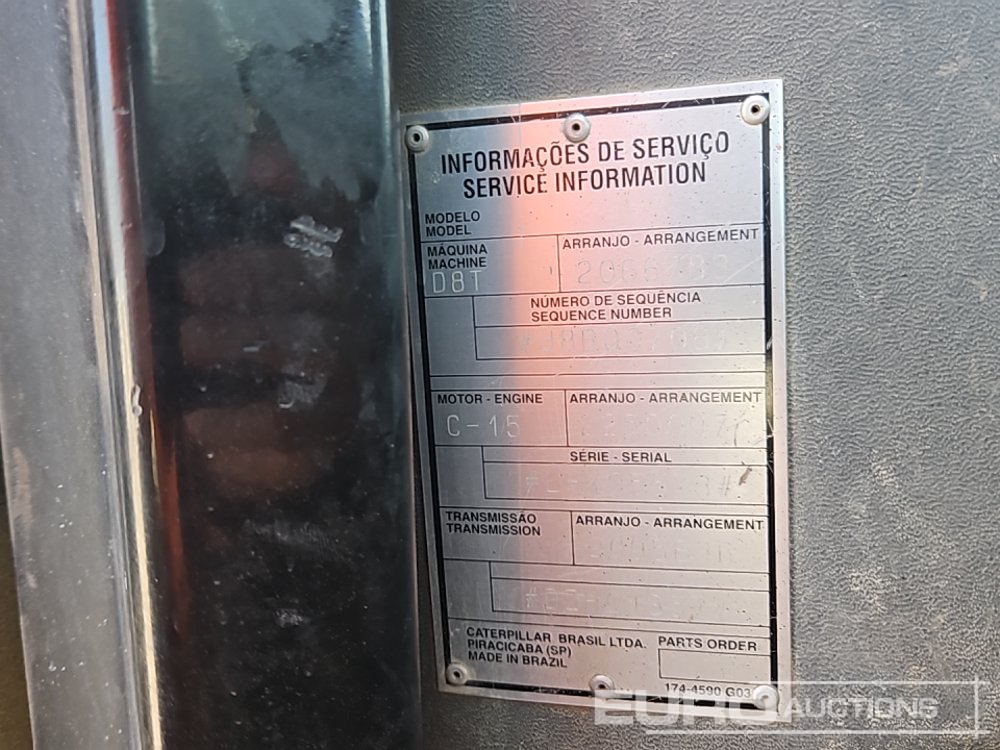 INFORMAÇÕES DE SERVIÇO
SERVICE INFORMATION
MODELO
MODEL
MÁQUINA
MACHINE
D8T
ARRANJO - ARRANGEMENT
NÚMERO DE SEQUÊNCIA
SEQUENCE NUMBER
MOTOR - ENGINE
C-15
ARRANJO - ARRANGEMENT
SÉRIE - SERIAL
TRANSMISSÃO
TRANSMISSION
ARRANJO - ARRANGEMENT
CATERPILLAR BRASIL LTDA.
PIRACICABA (SP)
MADE IN BRAZIL
PARTS ORDER
174-4590 G03
EURO AUCTIONS